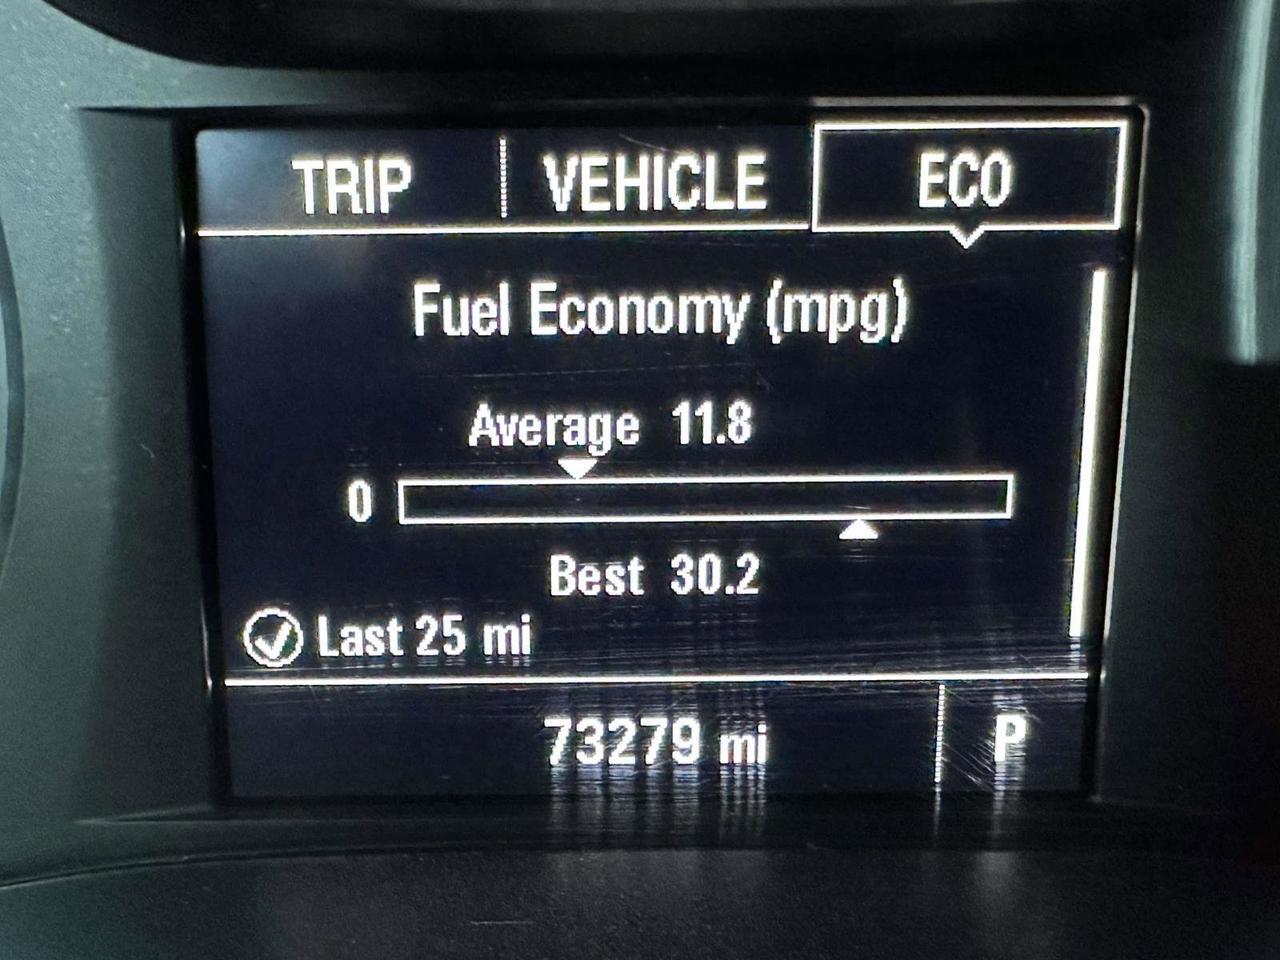 TRIP VEHICLE ECO
Fuel Economy (mpg)
Average 11.8
0
Best 30.2
Last 25 mi
73279 mi P